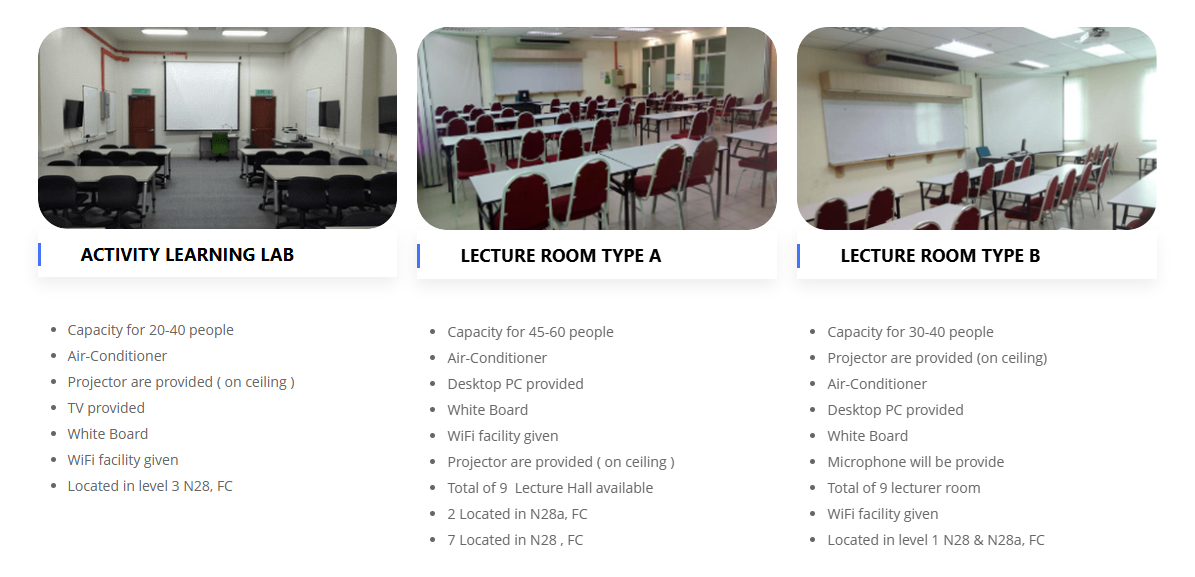 ACTIVITY LEARNING LAB
Capacity for 20-40 people
Air-Conditioner
Projector are provided ( on ceiling )
TV provided
White Board
WiFi facility given
Located in level 3 N28, FC
LECTURE ROOM TYPE A
Capacity for 45-60 people
Air-Conditioner
Desktop PC provided
White Board
WiFi facility given
Projector are provided ( on ceiling )
Total of 9  Lecture Hall available
2 Located in N28a, FC
7 Located in N28 , FC
LECTURE ROOM TYPE B
Capacity for 30-40 people
Projector are provided (on ceiling)
Air-Conditioner
Desktop PC provided
White Board
Microphone will be provide
Total of 9 lecturer room
WiFi facility given
Located in level 1 N28 & N28a, FC